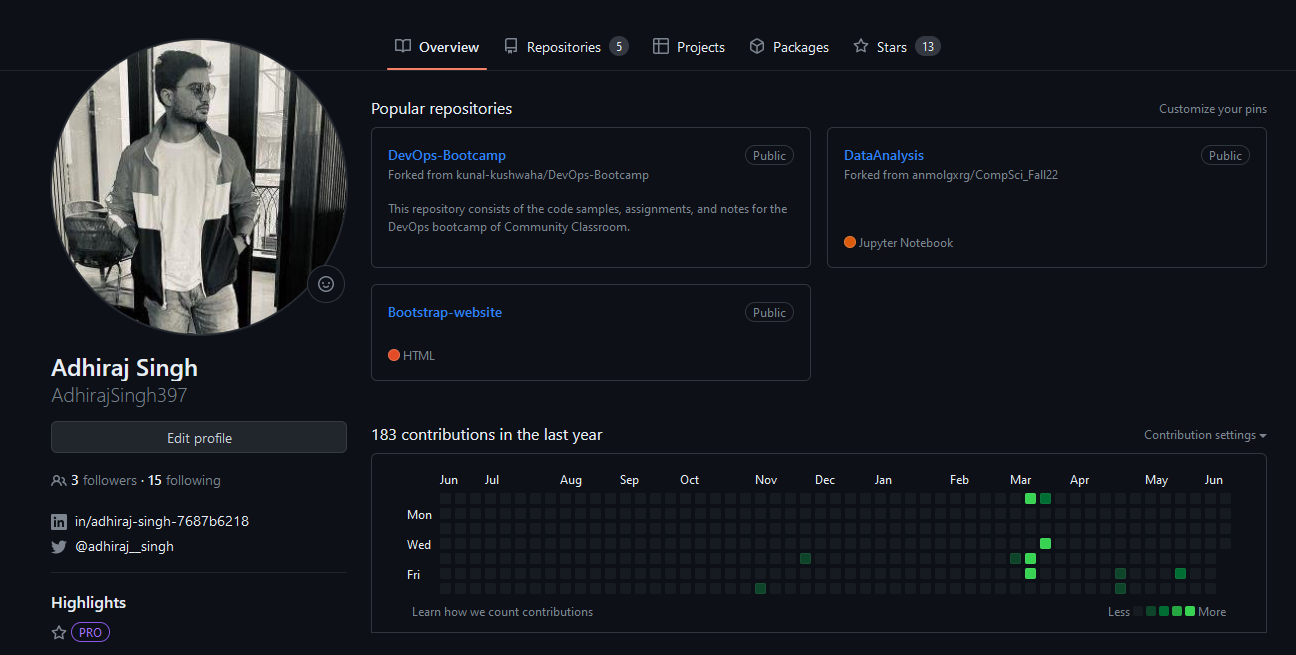 Overview
Repositories 5
Projects
Packages
Stars 13
Popular repositories
Customize your pins
DevOps-Bootcamp Public
Forked from kunal-kushwaha/DevOps-Bootcamp
This repository consists of the code samples, assignments, and notes for the
DevOps bootcamp of Community Classroom.
DataAnalysis Public
Forked from anmolgxrg/CompSci_Fall22
Jupyter Notebook
Bootstrap-website Public
HTML
Adhiraj Singh
AdhirajSingh397
Edit profile
3 followers · 15 following
in/adhiraj-singh-7687b6218
@adhiraj__singh
Highlights
PRO
183 contributions in the last year
Contribution settings
Jun Jul Aug Sep Oct Nov Dec Jan Feb Mar Apr May Jun
Mon
Wed
Fri
Learn how we count contributions
Less More